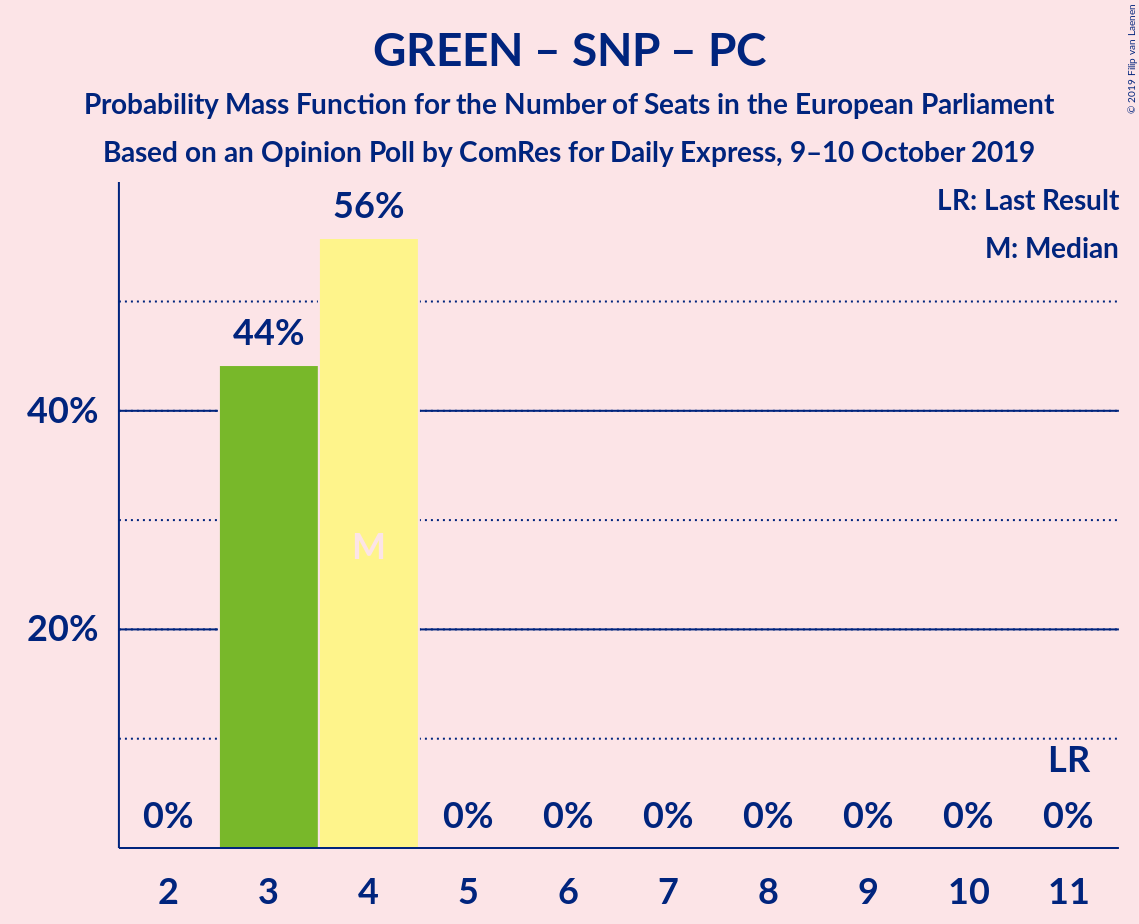 GREEN – SNP – PC
Probability Mass Function for the Number of Seats in the European Parliament
Based on an Opinion Poll by ComRes for Daily Express, 9–10 October 2019
© 2019 Filip van Laenen
LR: Last Result
M: Median
56%
44%
40%
M
20%
LR
0% 0% 0% 0% 0% 0% 0% 0%
2 3 4 5 6 7 8 9 10 11